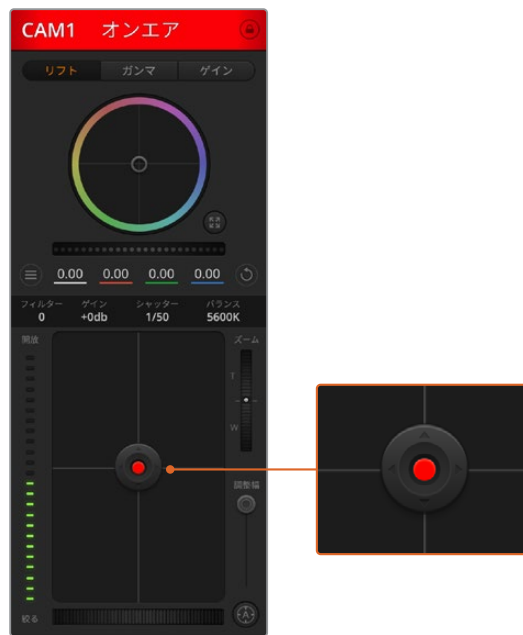 CAM1 オンエア
リフト ガンマ ゲイン
0.00 0.00 0.00 0.00
フィルター ゲイン シャッター バランス
0 +0db 1/50 5600K
開放 ズーム
T
W
調整幅
絞る A